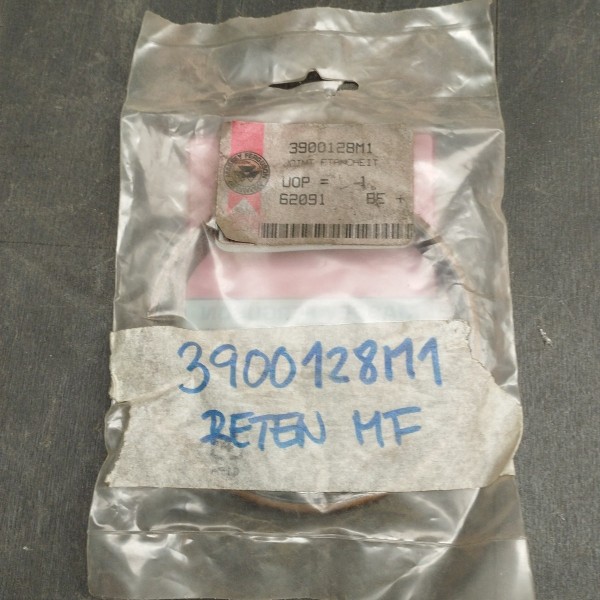 3900128M1
JOINT ETANCHEIT
UOP = 1
62091 BE +
3900128M1
RETEN MF